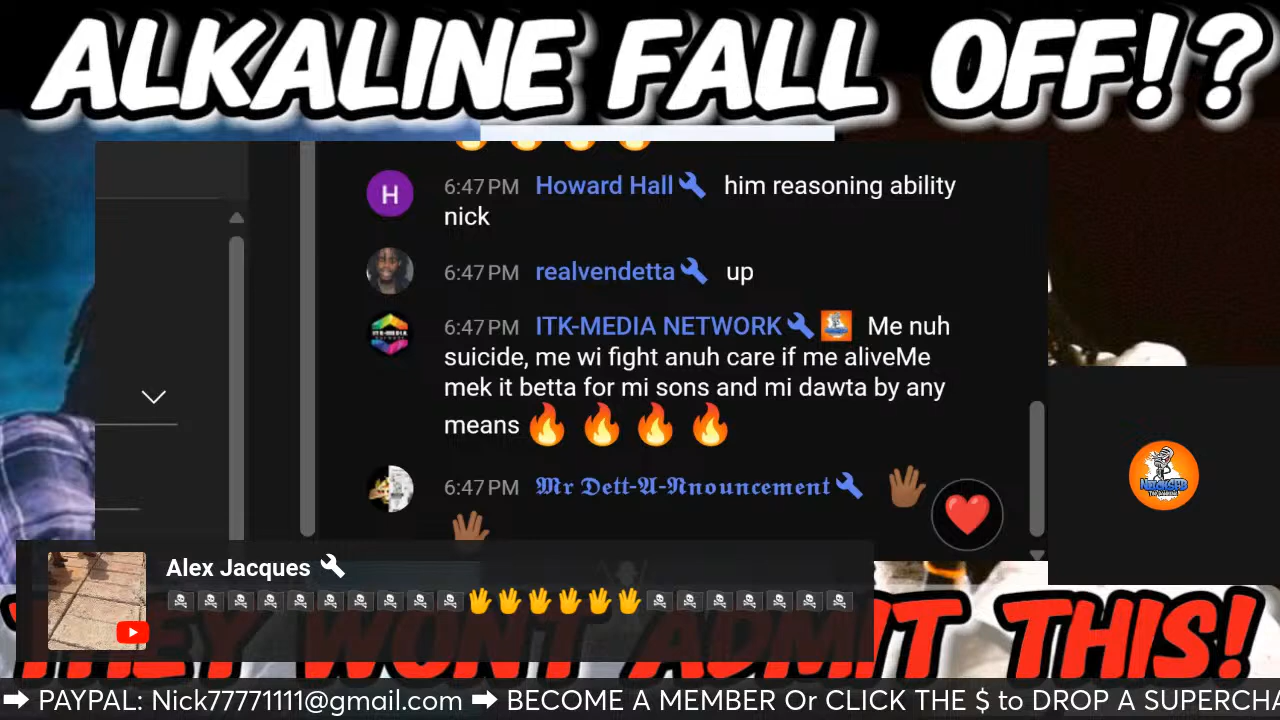 ALKALINE FALL OFF!?
H
6:47 PM Howard Hall him reasoning ability
nick
6:47 PM realvendetta up
6:47 PM ITK-MEDIA NETWORK Me nuh
suicide, me wi fight anuh care if me aliveMe
mek it betta for mi sons and mi dawta by any
means 🔥 🔥 🔥 🔥
6:47 PM 𝕸𝖗 𝕯𝖊𝖙𝖙-𝕬-𝕹𝖓𝖔𝖚𝖓𝖈𝖊𝖒𝖊𝖓𝖙 🖐🏾
🖐🏾
Alex Jacques
THEY WONT ADMIT THIS!
➡ PAYPAL: Nick77771111@gmail.com ➡ BECOME A MEMBER Or CLICK THE $ to DROP A SUPERCHA